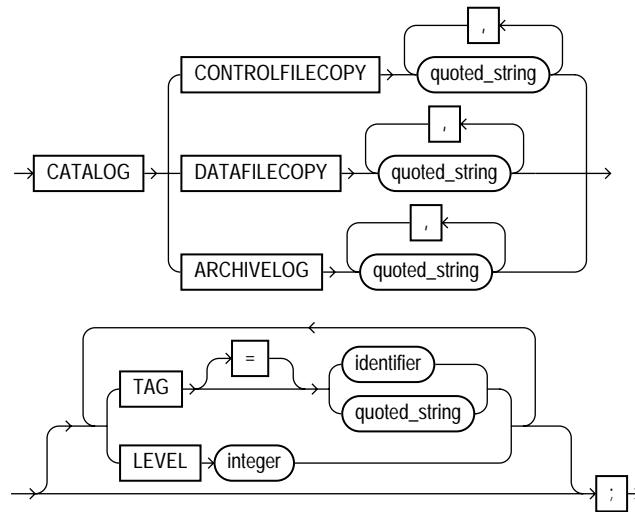 ,
CONTROLFILECOPY quoted_string
,
CATALOG DATAFILECOPY quoted_string
,
ARCHIVELOG quoted_string
=
identifier
TAG
quoted_string
LEVEL integer
;